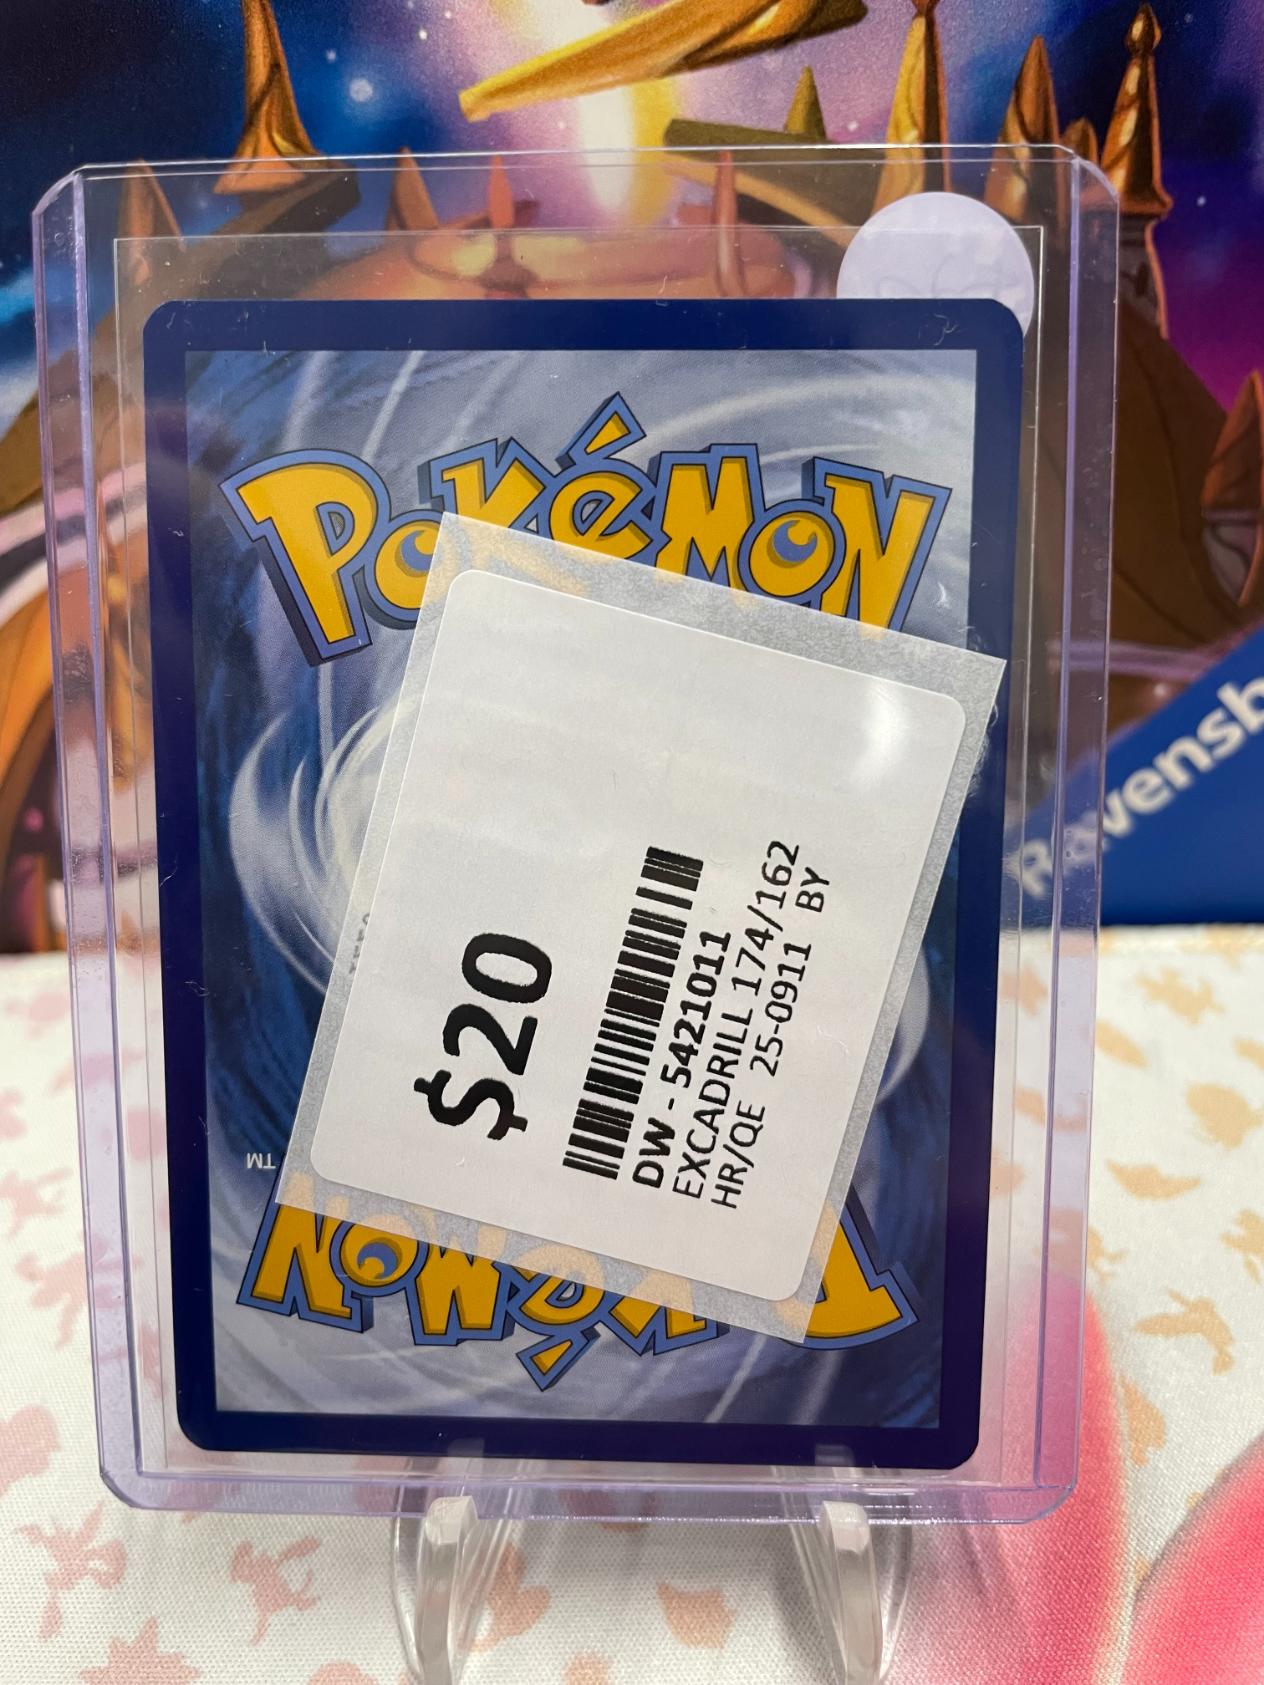 Pokémon
$20
DW - 5421011
EXCADRILL 174/162
HR/QE 25-0911 BY
TM
Pokémon
Ravensb